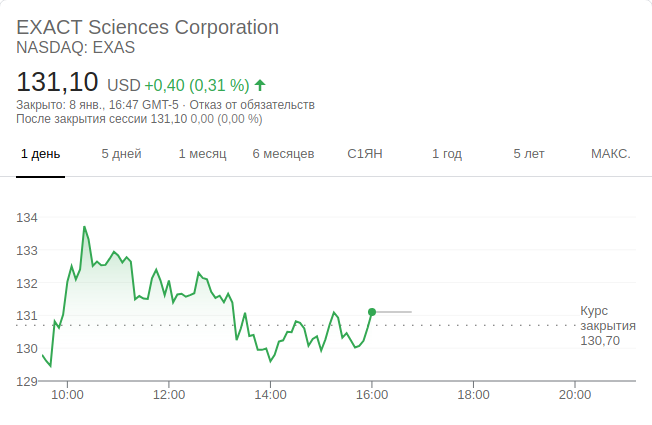 EXACT Sciences Corporation
NASDAQ: EXAS
131,10 USD +0,40 (0,31 %)
Закрыто: 8 янв., 16:47 GMT-5 · Отказ от обязательств
После закрытия сессии 131,10 0,00 (0,00 %)
1 день 5 дней 1 месяц 6 месяцев С1ЯН 1 год 5 лет МАКС.
134
133
132
131
130
129
Курс
закрытия
130,70
10:00 12:00 14:00 16:00 18:00 20:00